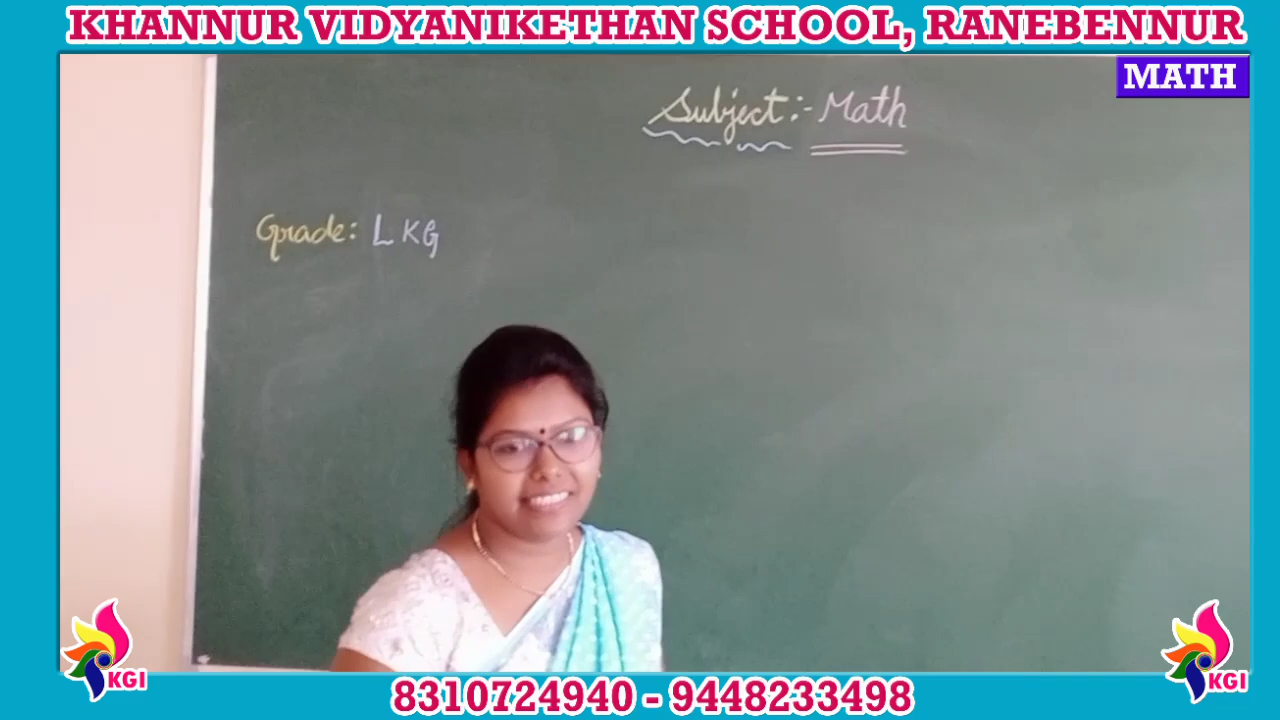 KHANNUR VIDYANIKETHAN SCHOOL, RANEBENNUR
MATH
Subject:- Math
Grade: LKG
KGI
KGI
8310724940 - 9448233498